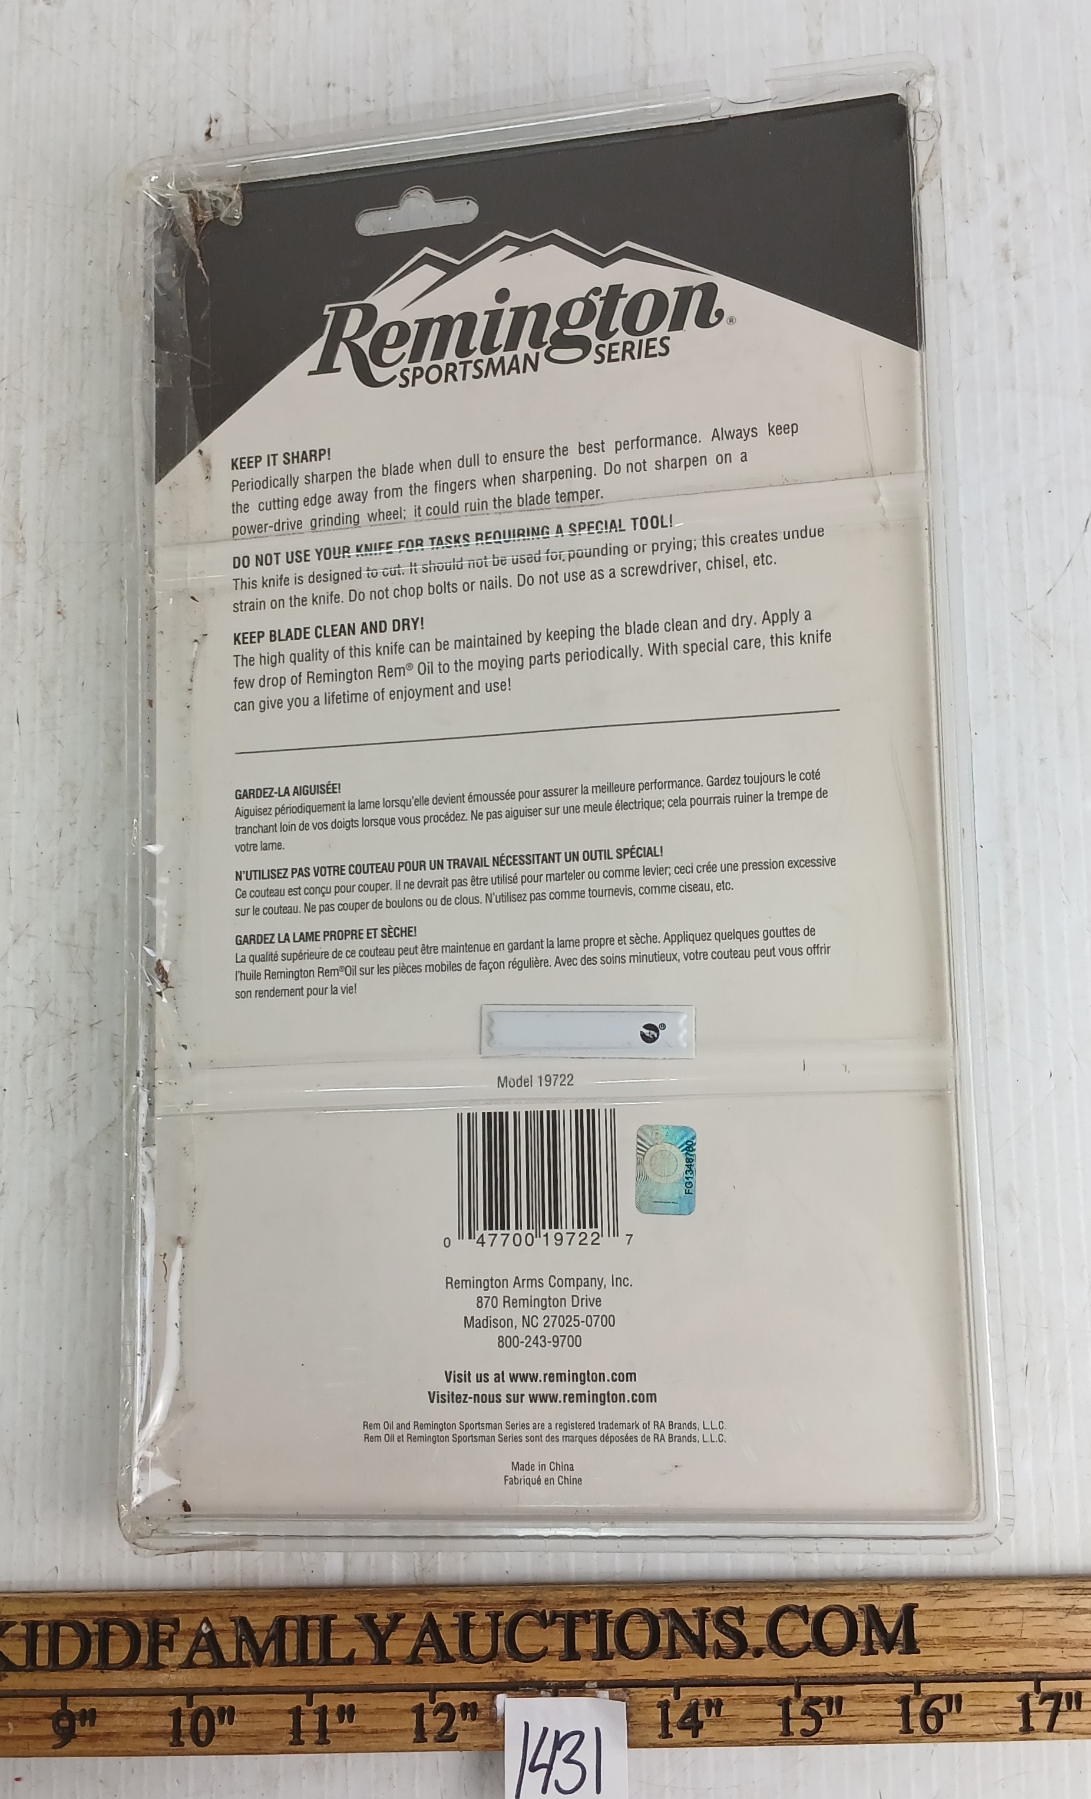 Remington®
SPORTSMAN SERIES
KEEP IT SHARP!
Periodically sharpen the blade when dull to ensure the best performance. Always keep
the cutting edge away from the fingers when sharpening. Do not sharpen on a
power-drive grinding wheel; it could ruin the blade temper.
DO NOT USE YOUR KNIFE FOR TASKS REQUIRING A SPECIAL TOOL!
This knife is designed to cut. It should not be used for pounding or prying; this creates undue
strain on the knife. Do not chop bolts or nails. Do not use as a screwdriver, chisel, etc.
KEEP BLADE CLEAN AND DRY!
The high quality of this knife can be maintained by keeping the blade clean and dry. Apply a
few drop of Remington Rem® Oil to the moying parts periodically. With special care, this knife
can give you a lifetime of enjoyment and use!
GARDEZ-LA AIGUISÉE!
Aiguisez périodiquement la lame lorsqu'elle devient émoussée pour assurer la meilleure performance. Gardez toujours le coté
tranchant loin de vos doigts lorsque vous procédez. Ne pas aiguiser sur une meule électrique; cela pourrais ruiner la trempe de
votre lame.
N'UTILISEZ PAS VOTRE COUTEAU POUR UN TRAVAIL NÉCESSITANT UN OUTIL SPÉCIAL!
Ce couteau est conçu pour couper. Il ne devrait pas être utilisé pour marteler ou comme levier; ceci crée une pression excessive
sur le couteau. Ne pas couper de boulons ou de clous. N'utilisez pas comme tournevis, comme ciseau, etc.
GARDEZ LA LAME PROPRE ET SÈCHE!
La qualité supérieure de ce couteau peut être maintenue en gardant la lame propre et sèche. Appliquez quelques gouttes de
l'huile Remington Rem®Oil sur les pièces mobiles de façon régulière. Avec des soins minutieux, votre couteau peut vous offrir
son rendement pour la vie!
Model 19722
FG1348760
0 47700 19722 7
Remington Arms Company, Inc.
870 Remington Drive
Madison, NC 27025-0700
800-243-9700
Visit us at www.remington.com
Visitez-nous sur www.remington.com
Rem Oil and Remington Sportsman Series are a registered trademark of RA Brands, L.L.C.
Rem Oil et Remington Sportsman Series sont des marques déposées de RA Brands, L.L.C.
Made in China
Fabriqué en Chine
KIDDFAMILYAUCTIONS.COM
9" 10" 11" 12" 14" 15" 16" 17"
1431